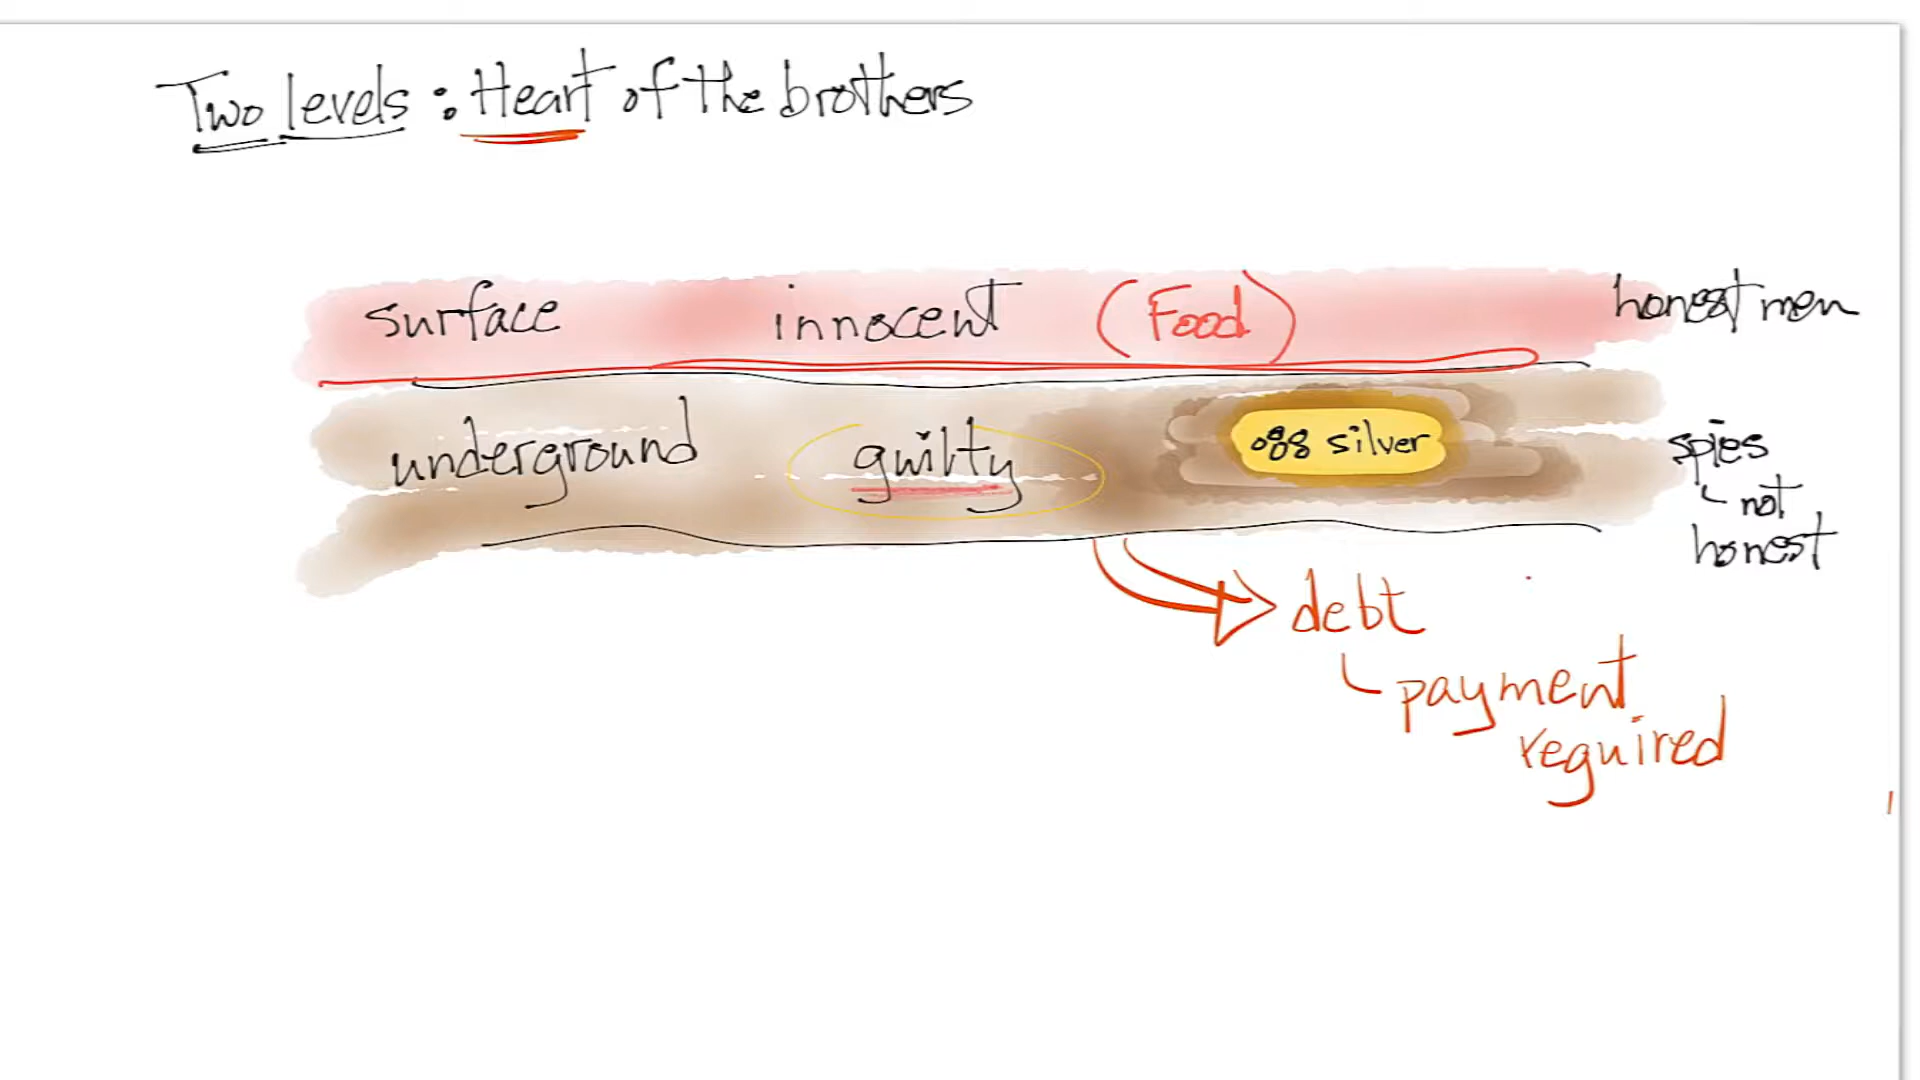 Two levels : Heart of the brothers
surface innocent (Food) honest men
underground guilty silver spies
not
honest
debt
payment
required